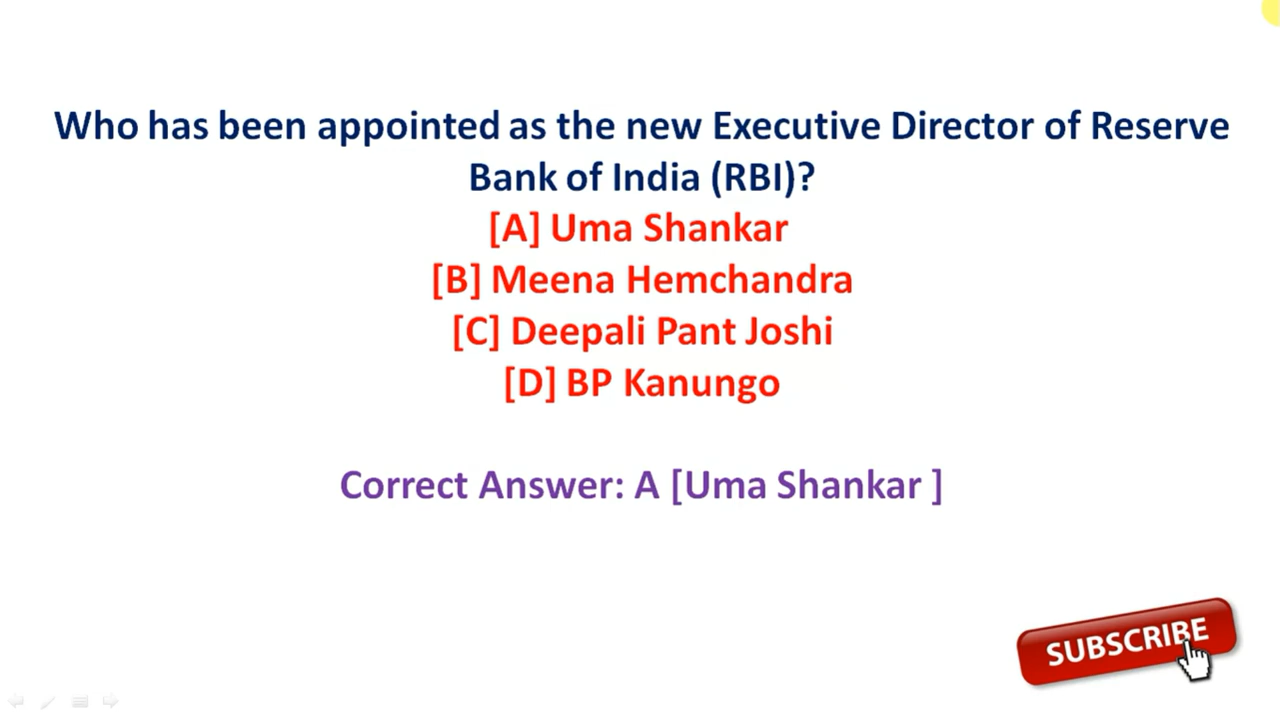 Who has been appointed as the new Executive Director of Reserve
Bank of India (RBI)?
[A] Uma Shankar
[B] Meena Hemchandra
[C] Deepali Pant Joshi
[D] BP Kanungo
Correct Answer: A [Uma Shankar ]
SUBSCRIBE